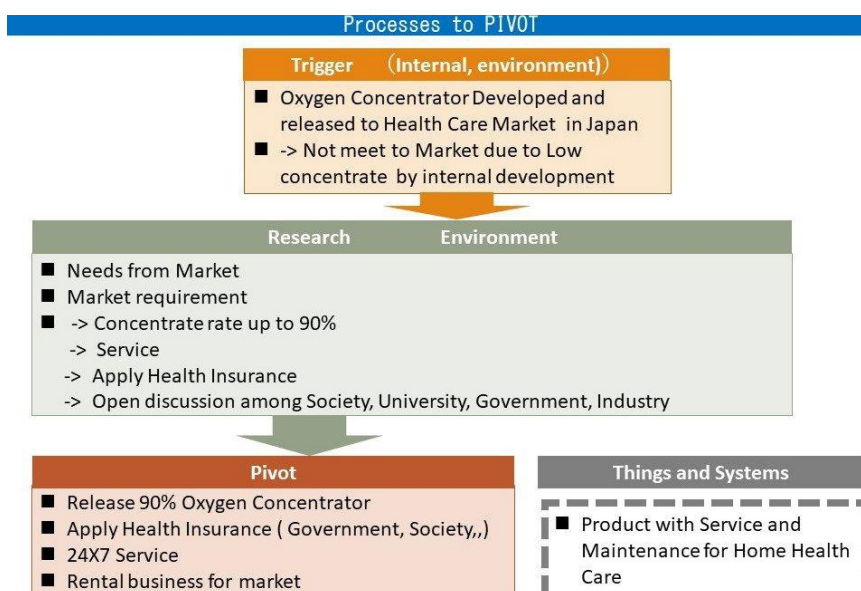 Processes to PIVOT
Trigger （Internal, environment)）
■ Oxygen Concentrator Developed and
released to Health Care Market in Japan
■ -> Not meet to Market due to Low
concentrate by internal development
Research Environment
■ Needs from Market
■ Market requirement
■ -> Concentrate rate up to 90%
-> Service
-> Apply Health Insurance
-> Open discussion among Society, University, Government, Industry
Pivot
■ Release 90% Oxygen Concentrator
■ Apply Health Insurance ( Government, Society,,)
■ 24X7 Service
■ Rental business for market
Things and Systems
■ Product with Service and
Maintenance for Home Health
Care